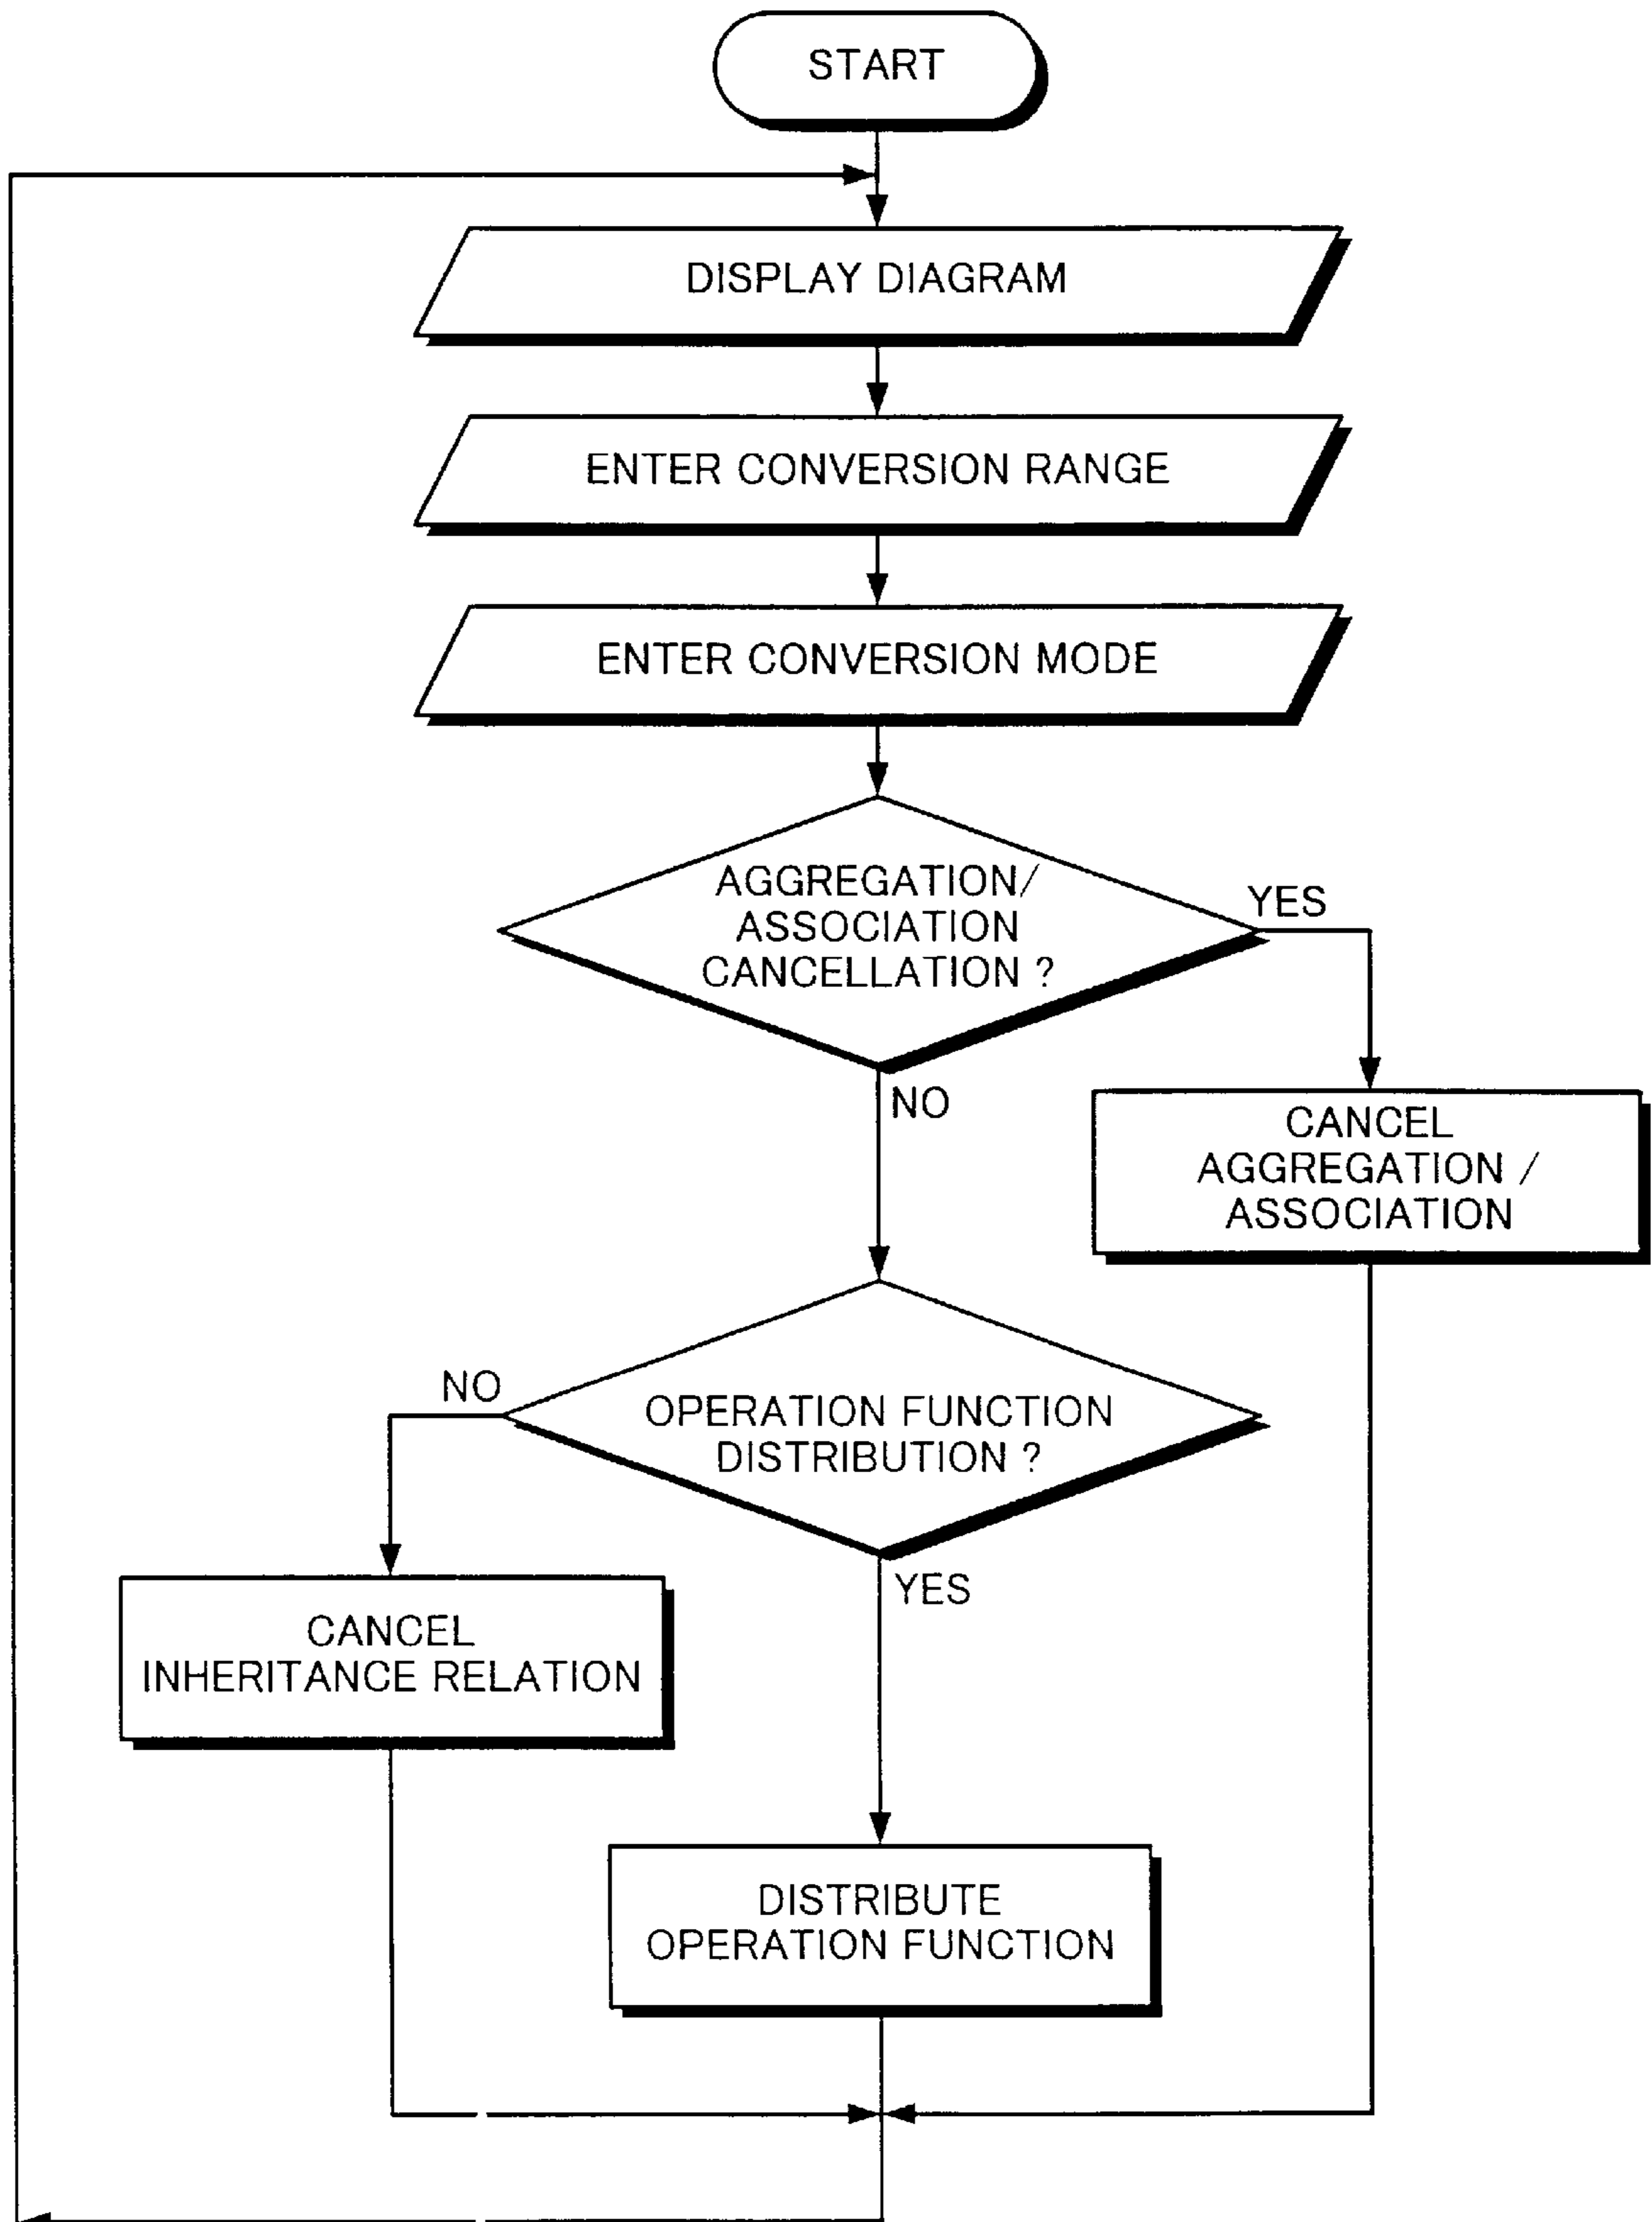 START
DISPLAY DIAGRAM
ENTER CONVERSION RANGE
ENTER CONVERSION MODE
AGGREGATION/
ASSOCIATION
CANCELLATION ?
YES
NO
CANCEL
AGGREGATION /
ASSOCIATION
NO
OPERATION FUNCTION
DISTRIBUTION ?
YES
CANCEL
INHERITANCE RELATION
DISTRIBUTE
OPERATION FUNCTION